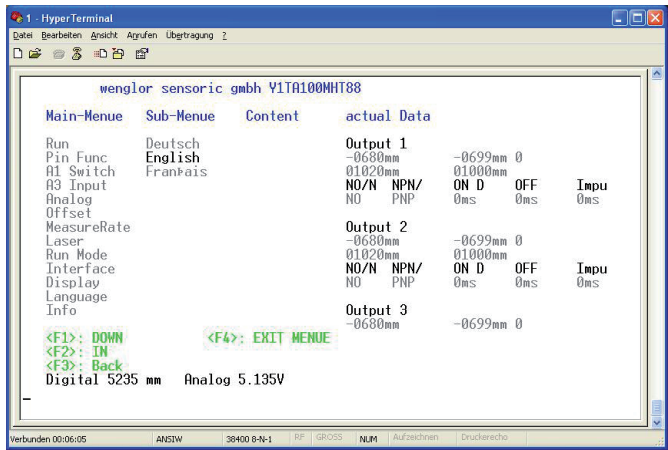 1 - HyperTerminal
Datei Bearbeiten Ansicht Anrufen Übertragung ?
wenglor sensoric gmbh Y1TA100MHT88
Main-Menue Sub-Menue Content actual Data
Run Deutsch Output 1
Pin Func English -0680mm -0699mm 0
A1 Switch FranÞais 01020mm 01000mm
A3 Input NO/N NPN/ ON D OFF Impu
Analog NO PNP 0ms 0ms 0ms
Offset
MeasureRate Output 2
Laser -0680mm -0699mm 0
Run Mode 01020mm 01000mm
Interface NO/N NPN/ ON D OFF Impu
Display NO PNP 0ms 0ms 0ms
Language
Info Output 3
-0680mm -0699mm 0
<F1>: DOWN <F4>: EXIT MENUE
<F2>: IN
<F3>: Back
Digital 5235 mm Analog 5.135V
_
Verbunden 00:06:05 ANSIW 38400 8-N-1 RF GROSS NUM Aufzeichnen Druckerecho